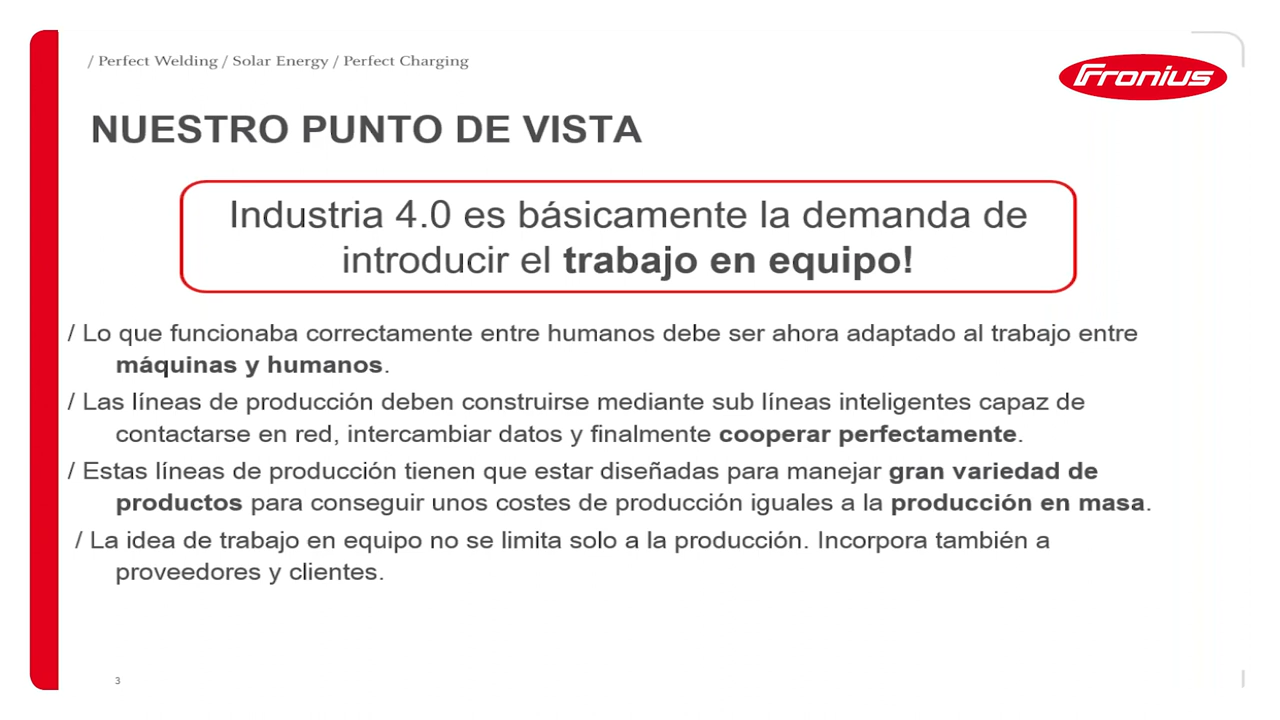 / Perfect Welding / Solar Energy / Perfect Charging
Fronius
NUESTRO PUNTO DE VISTA
Industria 4.0 es básicamente la demanda de
introducir el trabajo en equipo!
/ Lo que funcionaba correctamente entre humanos debe ser ahora adaptado al trabajo entre
máquinas y humanos.
/ Las líneas de producción deben construirse mediante sub líneas inteligentes capaz de
contactarse en red, intercambiar datos y finalmente cooperar perfectamente.
/ Estas líneas de producción tienen que estar diseñadas para manejar gran variedad de
productos para conseguir unos costes de producción iguales a la producción en masa.
/ La idea de trabajo en equipo no se limita solo a la producción. Incorpora también a
proveedores y clientes.
3